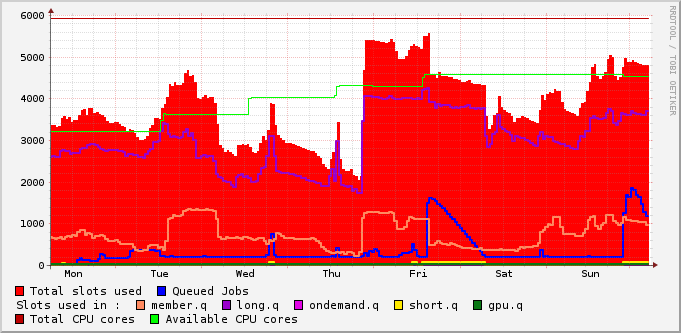 RRDTOOL / TOBI OETIKER
6000
5000
4000
3000
2000
1000
0
Mon Tue Wed Thu Fri Sat Sun
Total slots used Queued Jobs
Slots used in : member.q long.q ondemand.q short.q gpu.q
Total CPU cores Available CPU cores